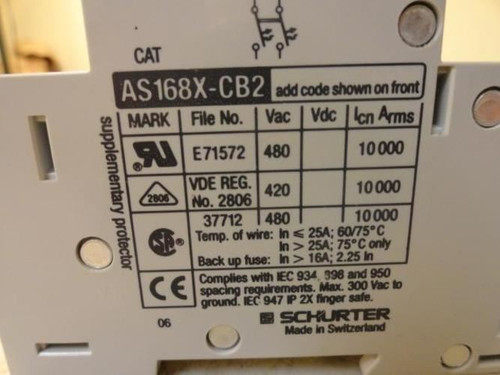 CAT
AS168X-CB2 add code shown on front
MARK File No. Vac Vdc Icn Arms
E71572 480 10 000
VDE REG. No. 2806 420 10 000
2806
37712 480 10 000
Temp. of wire: In ≤ 25A; 60/75°C
In > 25A; 75°C only
Back up fuse: In > 16A; 2.25 In
CE Complies with IEC 934, 898 and 950
spacing requirements. Max. 300 Vac to
ground. IEC 947 IP 2X finger safe.
06
SCHURTER
Made in Switzerland
supplementary protector